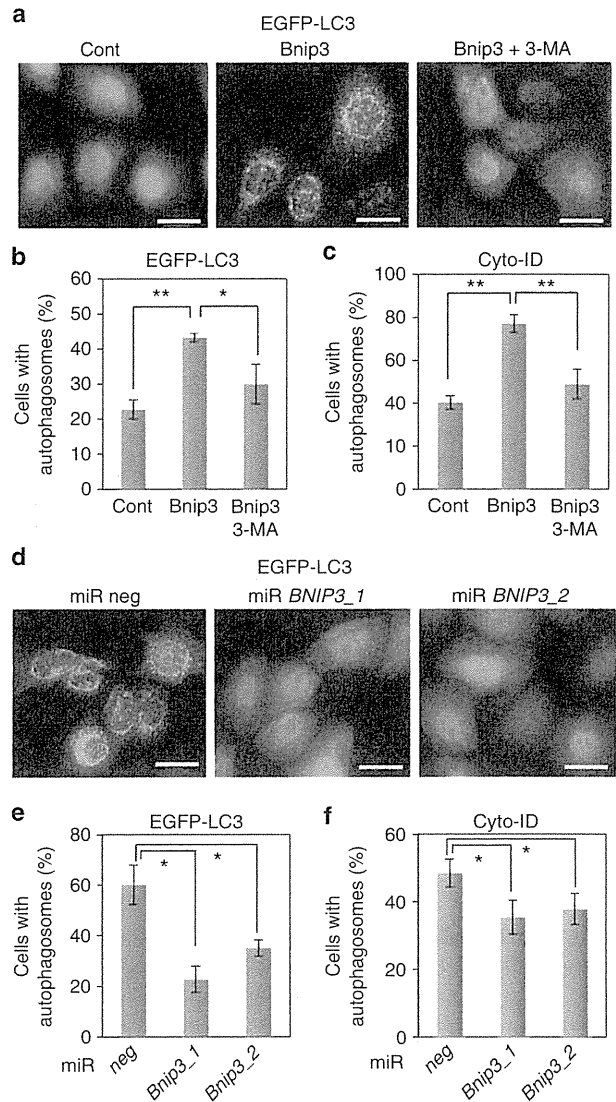 a
EGFP-LC3
Cont
Bnip3
Bnip3 + 3-MA
b
EGFP-LC3
Cells with
autophagosomes (%)
60
50
40
30
20
10
0
**
*
Cont
Bnip3
Bnip3
3-MA
c
Cyto-ID
Cells with
autophagosomes (%)
100
80
60
40
10
0
**
**
Cont
Bnip3
Bnip3
3-MA
d
EGFP-LC3
miR neg
miR BNIP3_1
miR BNIP3_2
e
EGFP-LC3
Cells with
autophagosomes (%)
80
60
40
20
0
*
*
miR
neg
Bnip3_1
Bnip3_2
f
Cyto-ID
Cells with
autophagosomes (%)
60
40
20
0
*
*
miR
neg
Bnip3_1
Bnip3_2